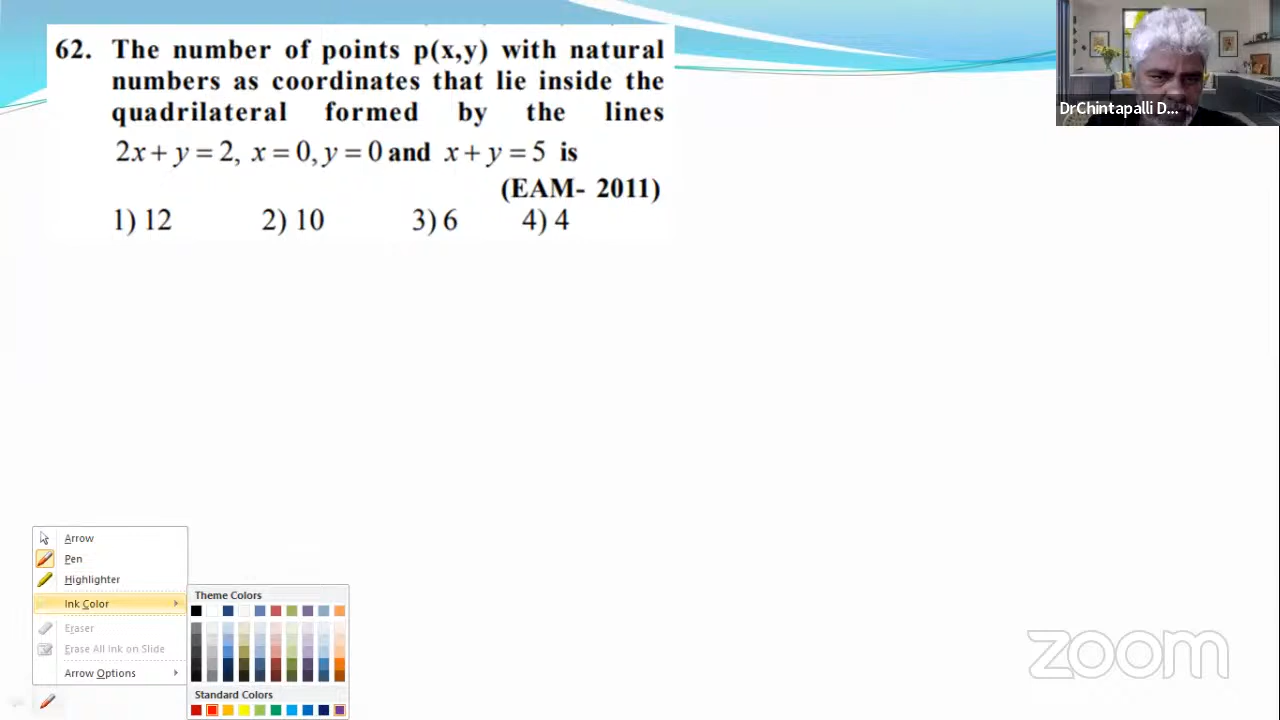 62. The number of points p(x,y) with natural
numbers as coordinates that lie inside the
quadrilateral formed by the lines
2x + y = 2, x = 0, y = 0 and x + y = 5 is
(EAM- 2011)
1) 12 2) 10 3) 6 4) 4
DrChintapalli D...
Arrow
Pen
Highlighter
Ink Color
Eraser
Erase All Ink on Slide
Arrow Options
Theme Colors
Standard Colors
zoom